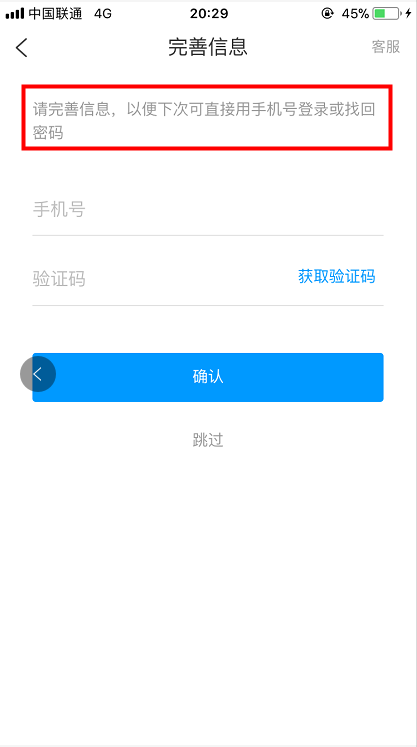 中国联通 4G 20:29 45%
完善信息 客服
请完善信息，以便下次可直接用手机号登录或找回
密码
手机号
验证码 获取验证码
确认
跳过